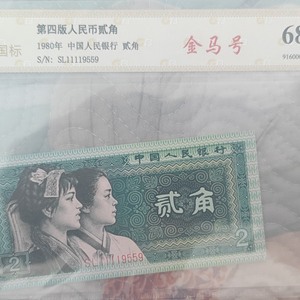 第四版人民币贰角
1980年 中国人民银行 贰角
S/N: SL11119559
国标
金马号
68
中国人民银行
贰角
SL11119559
2
2